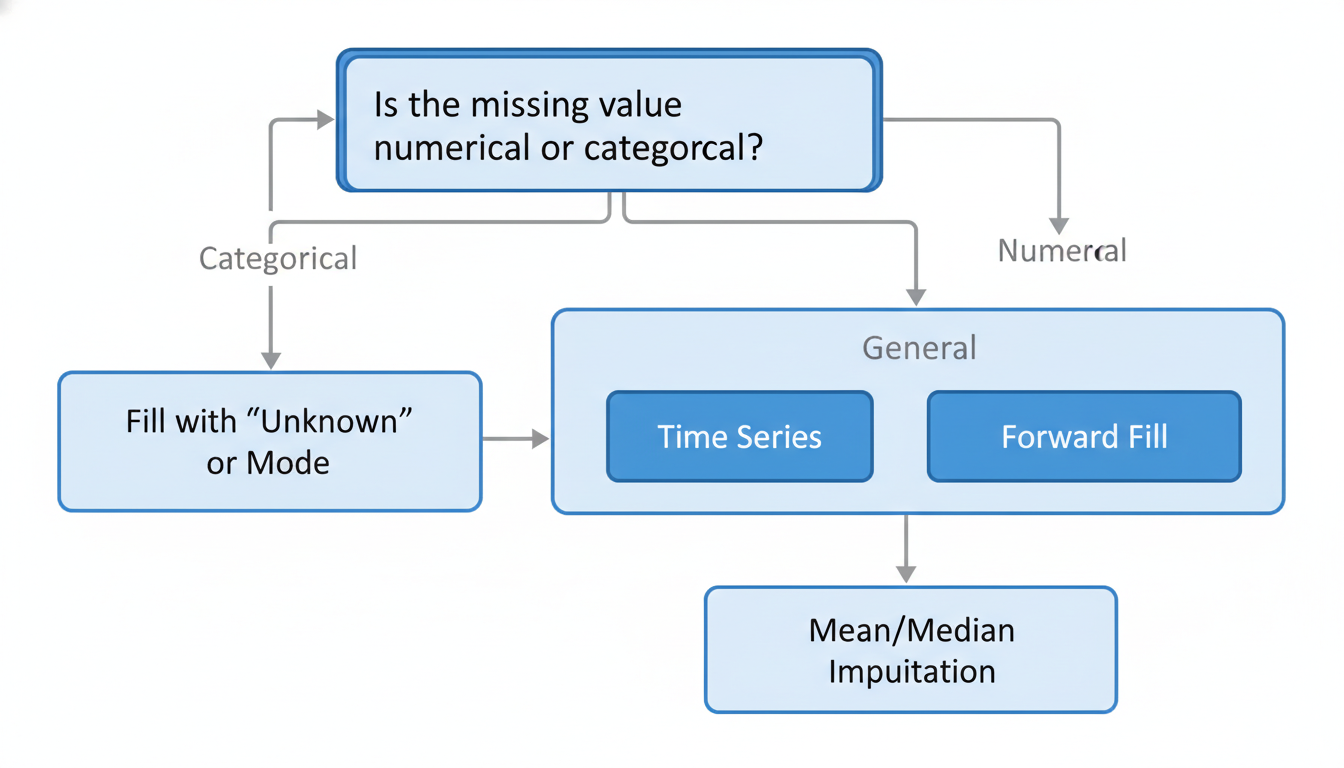 Is the missing value
numerical or categorcal?
Categorical
Numercal
General
Fill with “Unknown”
or Mode
Time Series
Forward Fill
Mean/Median
Impuitation